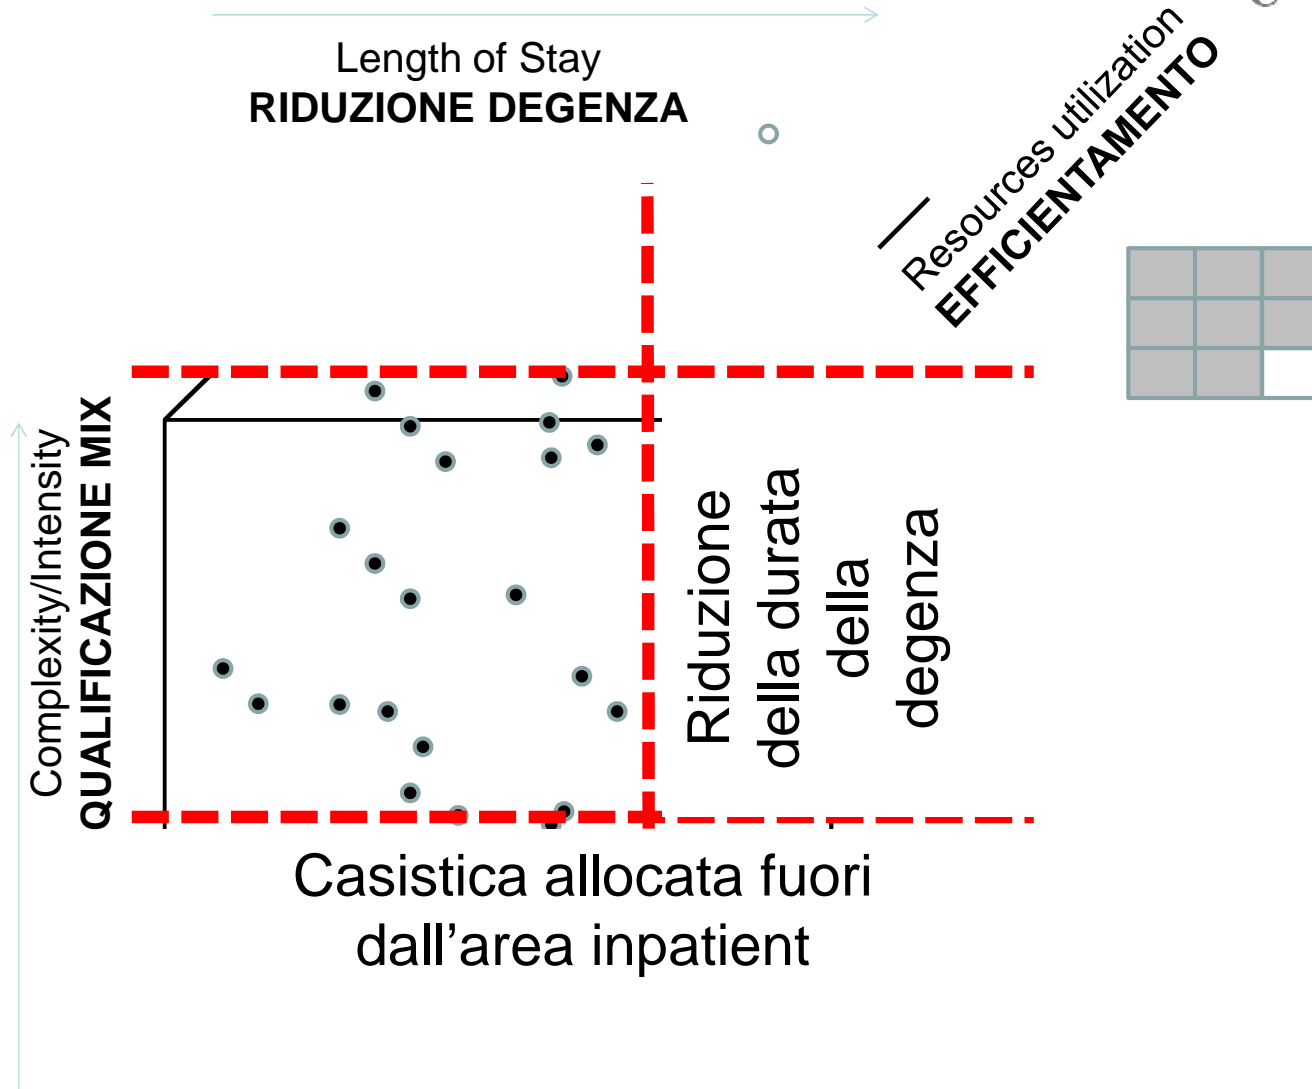 Length of Stay
RIDUZIONE DEGENZA
Resources utilization
EFFICIENTAMENTO
Complexity/Intensity
QUALIFICAZIONE MIX
Riduzione
della durata
della
degenza
Casistica allocata fuori
dall’area inpatient